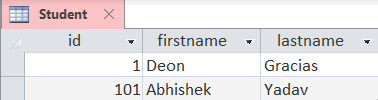 Student
id firstname lastname
1 Deon Gracias
101 Abhishek Yadav